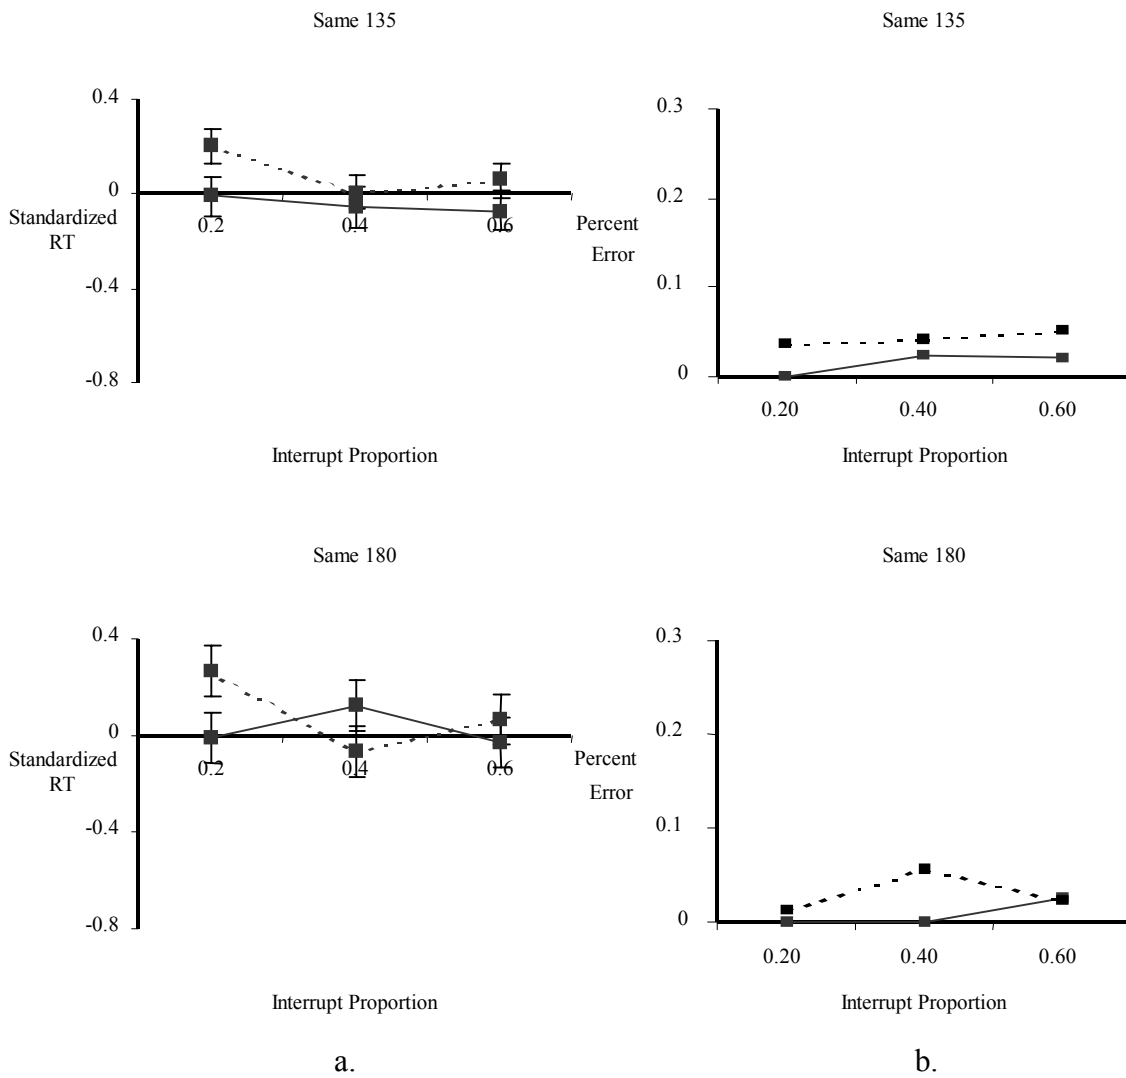 Same 135
0.4
0
-0.4
-0.8
Standardized
RT
0.2
0.4
0.6
Interrupt Proportion
Same 135
0.3
0.2
0.1
0
Percent
Error
0.20
0.40
0.60
Interrupt Proportion
Same 180
0.4
0
-0.4
-0.8
Standardized
RT
0.2
0.4
0.6
Interrupt Proportion
Same 180
0.3
0.2
0.1
0
Percent
Error
0.20
0.40
0.60
Interrupt Proportion
a.
b.